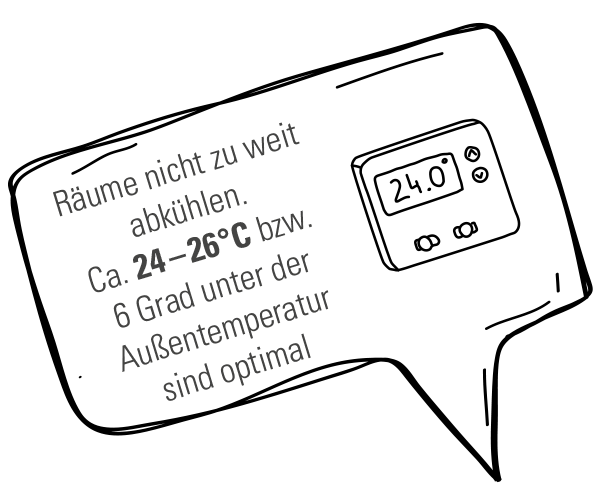 Räume nicht zu weit
abkühlen.
Ca. 24–26°C bzw.
6 Grad unter der
Außentemperatur
sind optimal
24.0°